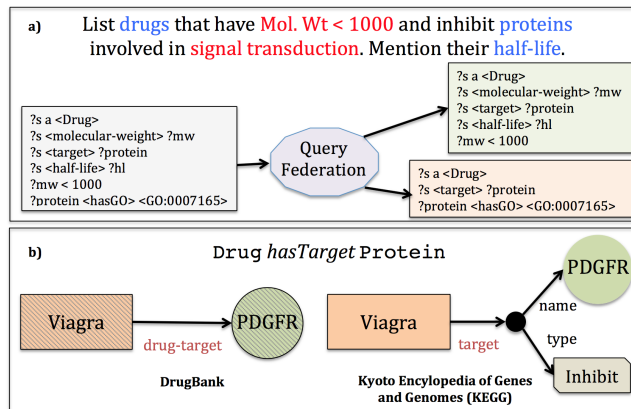 a)
List drugs that have Mol. Wt < 1000 and inhibit proteins
involved in signal transduction. Mention their half-life.
?s a <Drug>
?s <molecular-weight> ?mw
?s <target> ?protein
?s <half-life> ?hl
?mw < 1000
?protein <hasGO> <GO:0007165>
Query
Federation
?s a <Drug>
?s <molecular-weight> ?mw
?s <target> ?protein
?s <half-life> ?hl
?mw < 1000
?s a <Drug>
?s <target> ?protein
?protein <hasGO> <GO:0007165>
b)
Drug hasTarget Protein
Viagra
drug-target
PDGFR
DrugBank
Viagra
target
name
PDGFR
type
Inhibit
Kyoto Encylopedia of Genes
and Genomes (KEGG)